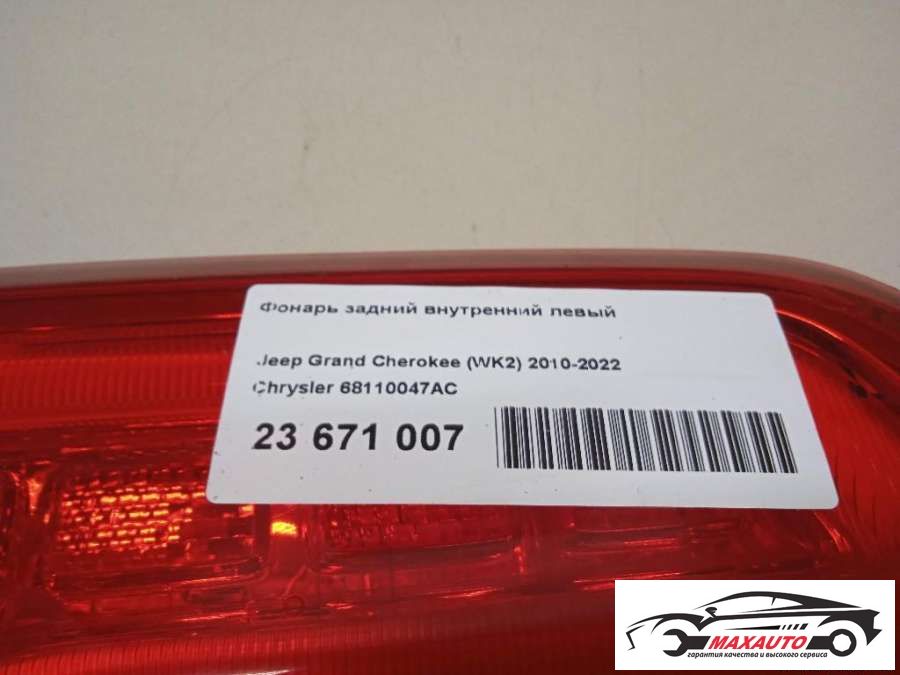 Фонарь задний внутренний левый
Jeep Grand Cherokee (WK2) 2010-2022
Chrysler 68110047AC
23 671 007
MAXAUTO
гарантия качества и высокого сервиса